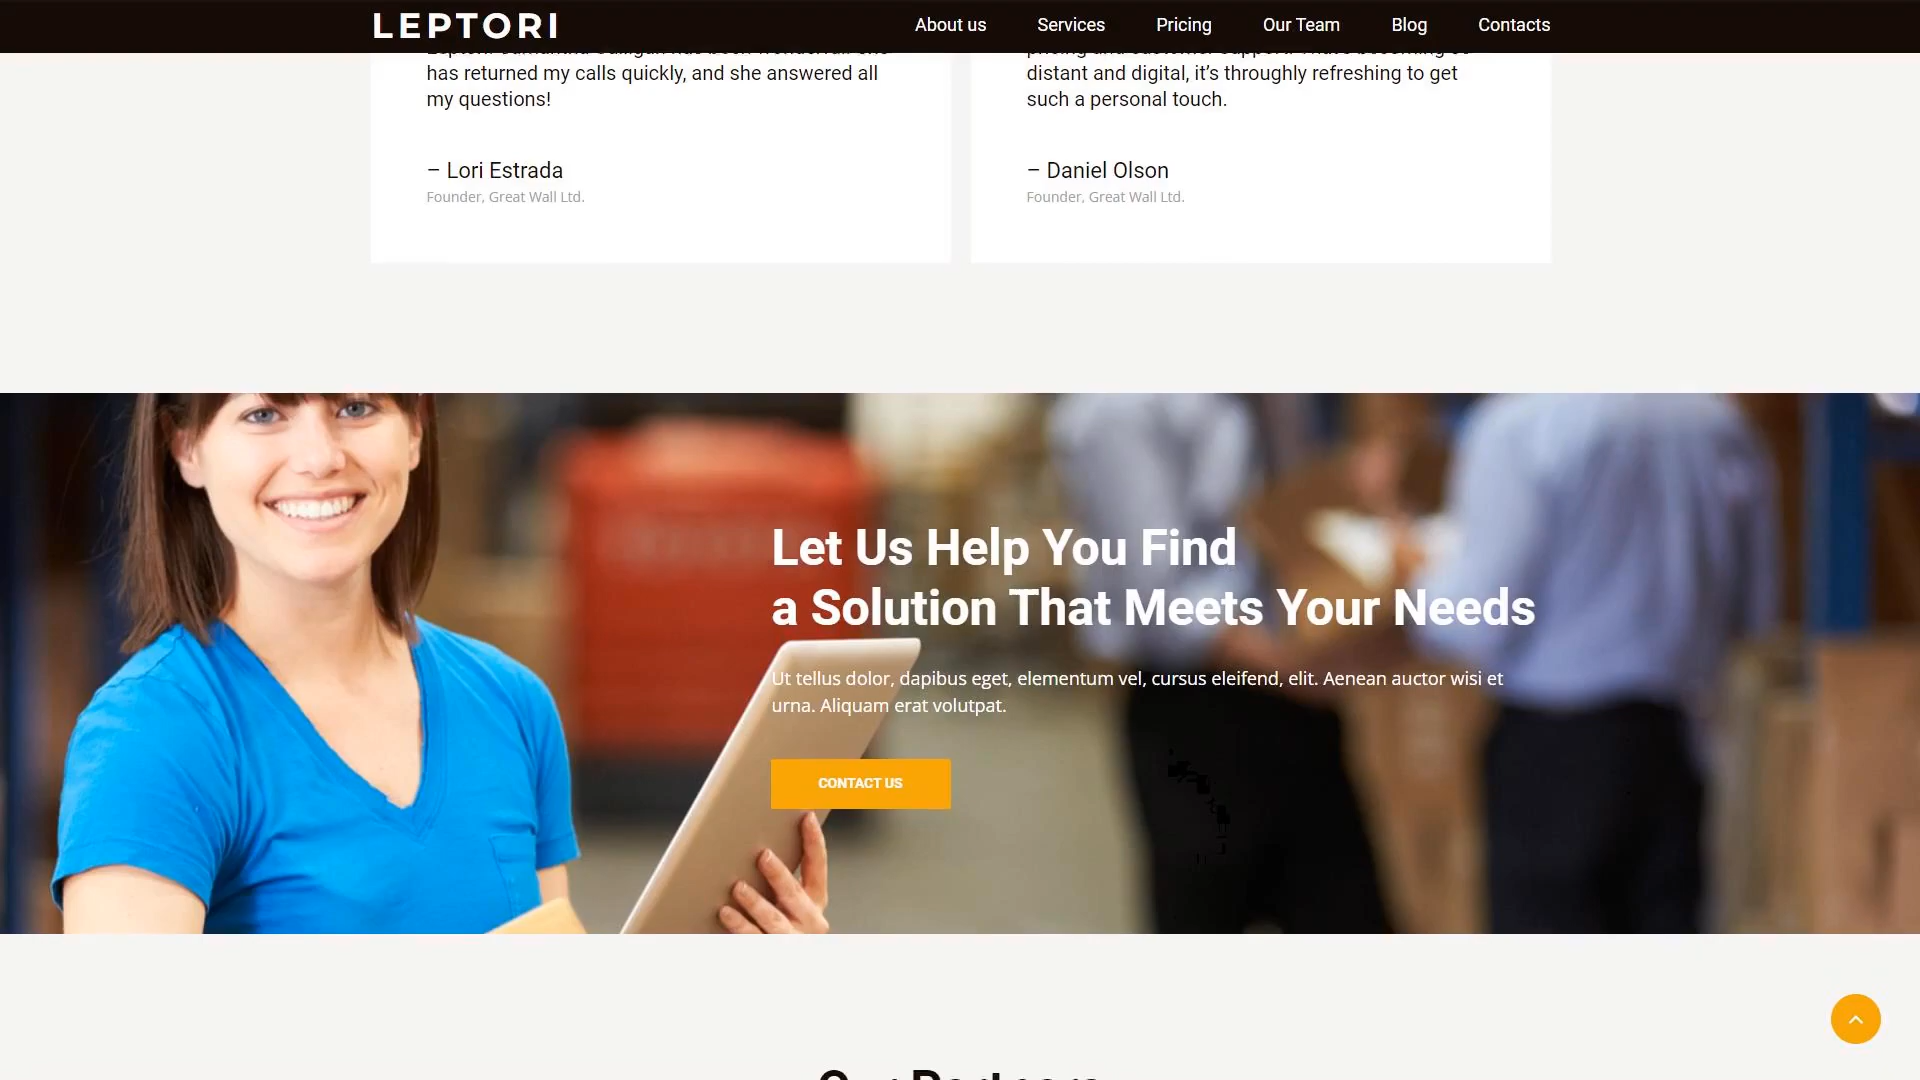 LEPTORI
About us
Services
Pricing
Our Team
Blog
Contacts
has returned my calls quickly, and she answered all
my questions!
– Lori Estrada
Founder, Great Wall Ltd.
distant and digital, it’s throughly refreshing to get
such a personal touch.
– Daniel Olson
Founder, Great Wall Ltd.
Let Us Help You Find
a Solution That Meets Your Needs
Ut tellus dolor, dapibus eget, elementum vel, cursus eleifend, elit. Aenean auctor wisi et
urna. Aliquam erat volutpat.
CONTACT US
Our Partners